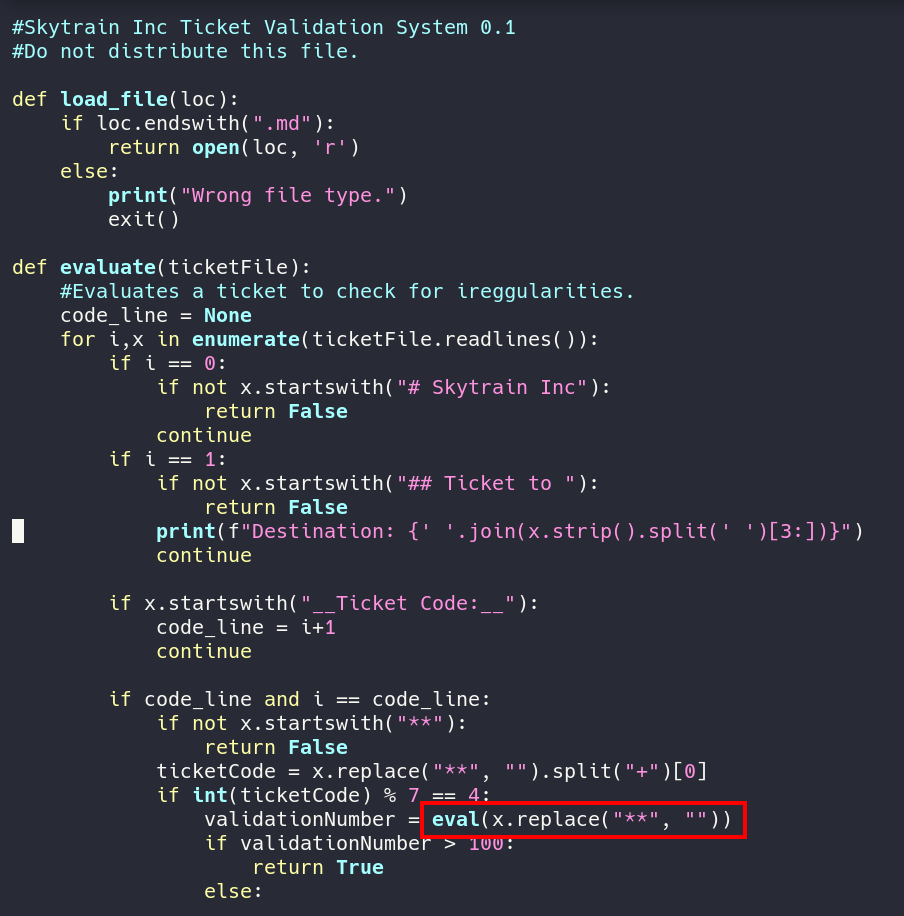 #Skytrain Inc Ticket Validation System 0.1
#Do not distribute this file.

def load_file(loc):
    if loc.endswith(".md"):
        return open(loc, 'r')
    else:
        print("Wrong file type.")
        exit()

def evaluate(ticketFile):
    #Evaluates a ticket to check for ireggularities.
    code_line = None
    for i,x in enumerate(ticketFile.readlines()):
        if i == 0:
            if not x.startswith("# Skytrain Inc"):
                return False
            continue
        if i == 1:
            if not x.startswith("## Ticket to "):
                return False
            print(f"Destination: {' '.join(x.strip().split(' ')[3:])}")
            continue

        if x.startswith("__Ticket Code:__"):
            code_line = i+1
            continue

        if code_line and i == code_line:
            if not x.startswith("**"):
                return False
            ticketCode = x.replace("**", "").split("+")[0]
            if int(ticketCode) % 7 == 4:
                validationNumber = eval(x.replace("**", ""))
                if validationNumber > 100:
                    return True
                else: